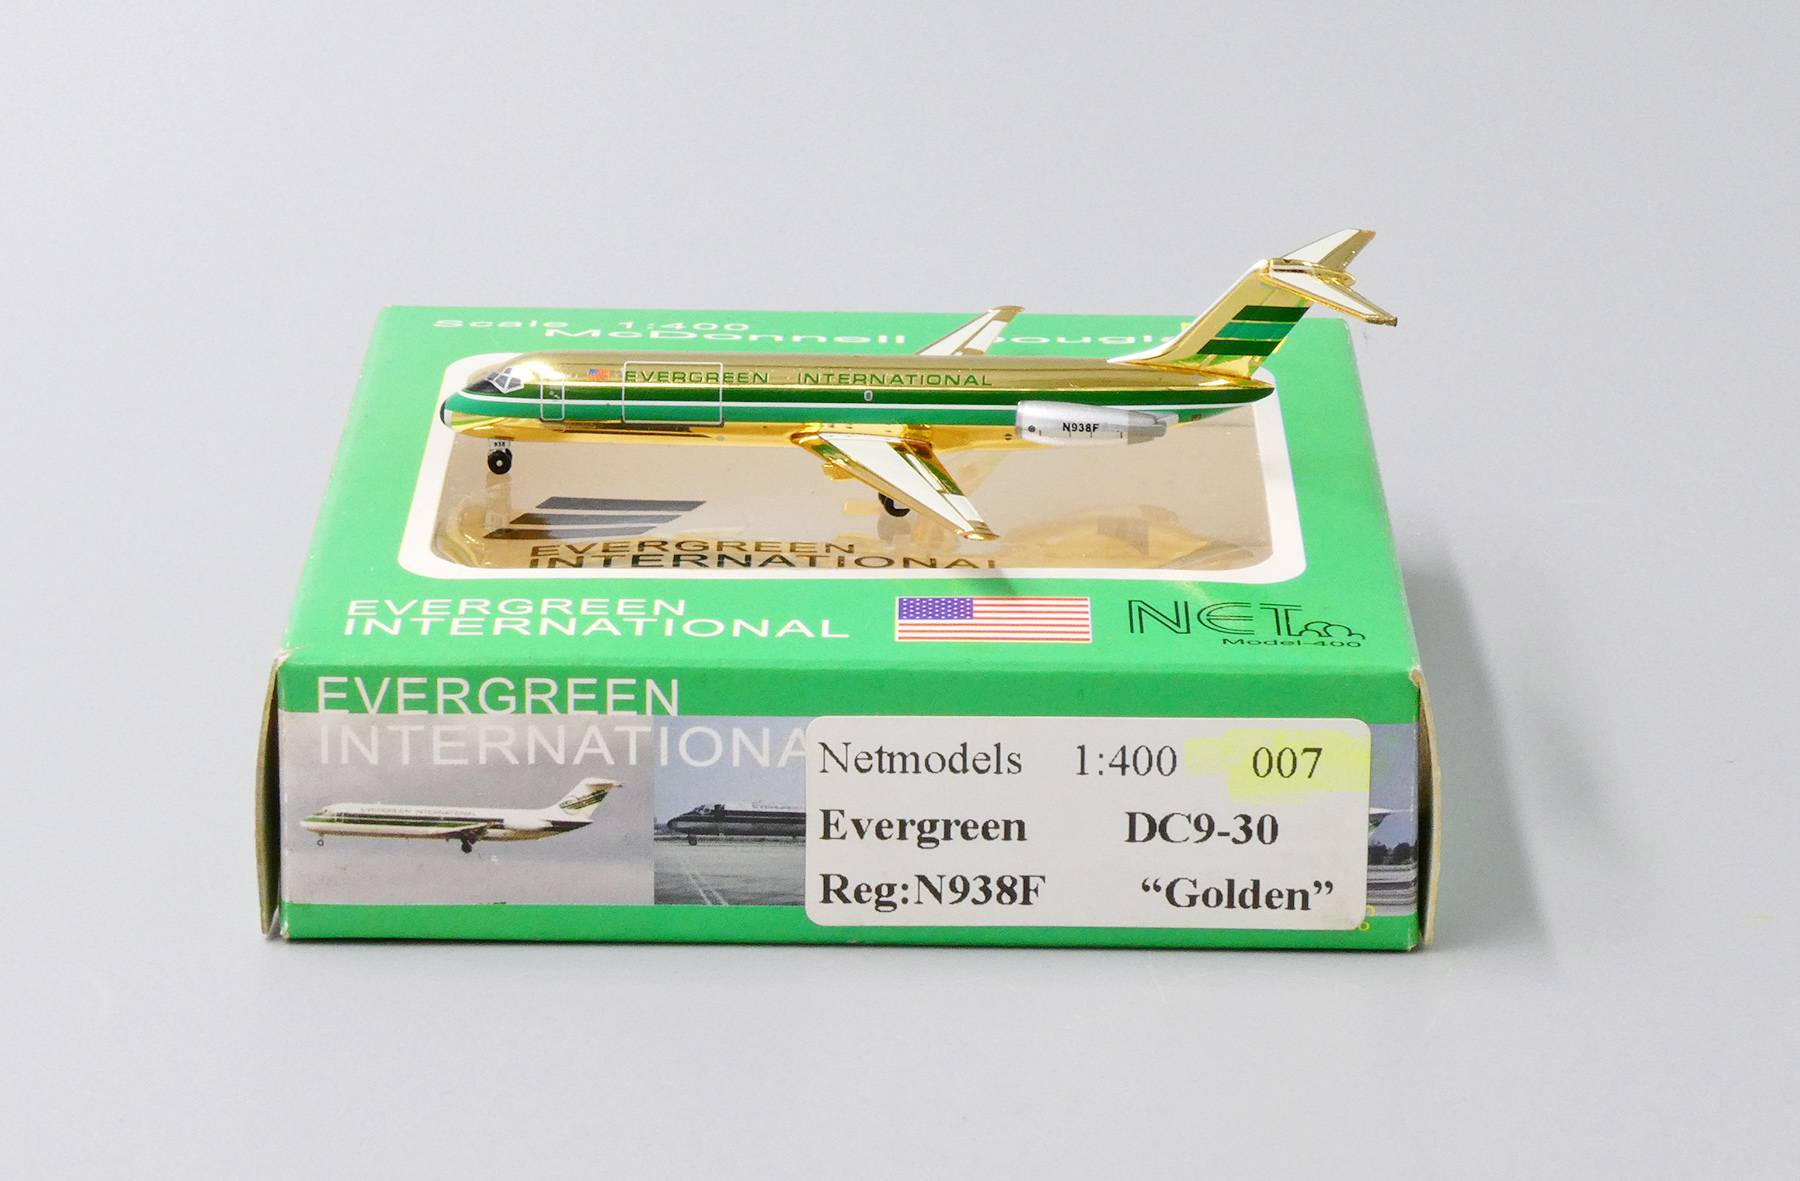 Scale 1:400
McDonnell
EVERGREEN INTERNATIONAL
N938F
938
EVERGREEN
INTERNATIONAL
EVERGREEN
INTERNATIONAL
NET
Model-400
EVERGREEN
INTERNATIONA
Netmodels 1:400 007
Evergreen DC9-30
Reg:N938F “Golden”